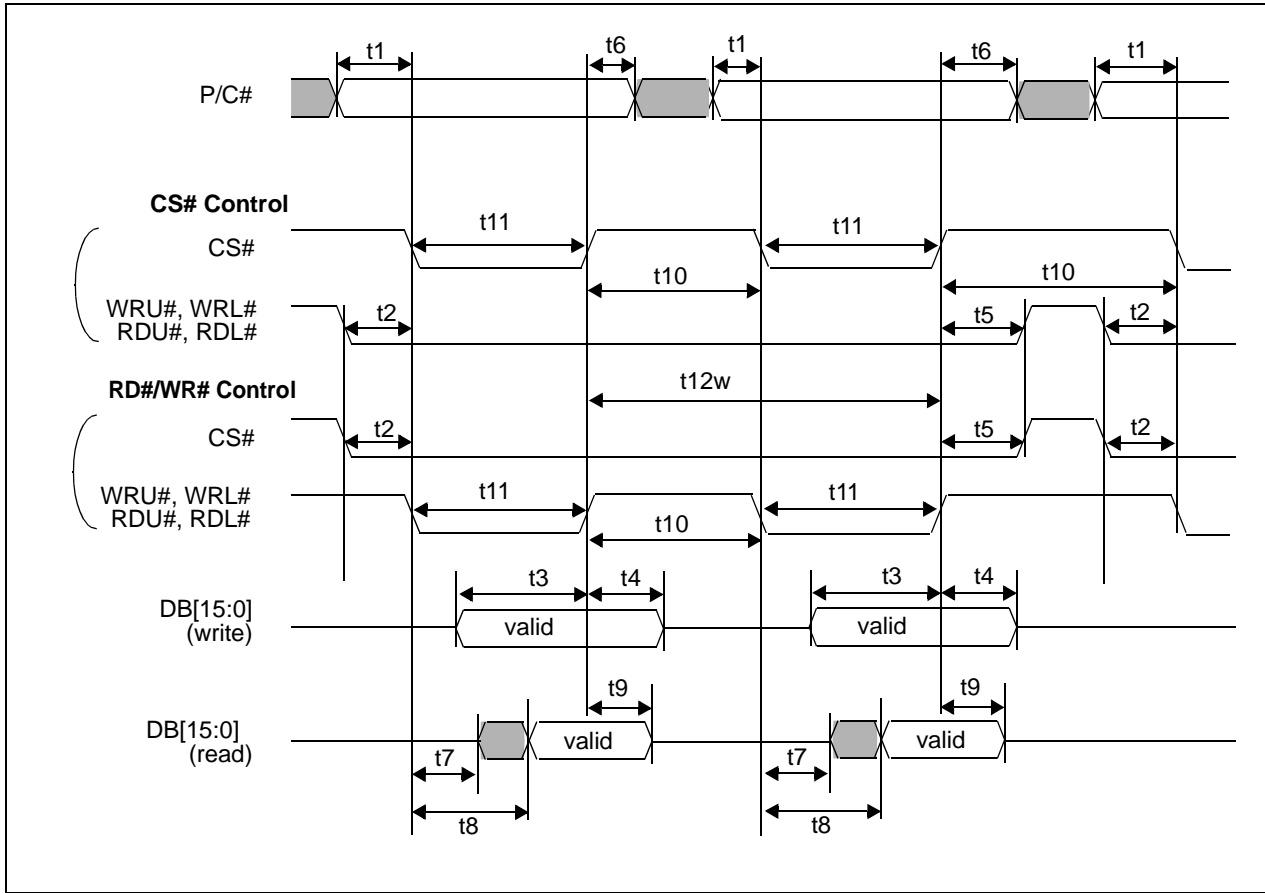 t1 t6 t1 t6 t1
P/C#
CS# Control
t11 t11
CS#
t10 t10
WRU#, WRL#
RDU#, RDL#
t2 t5 t2
RD#/WR# Control
t12w
CS#
t2 t5 t2
WRU#, WRL#
RDU#, RDL#
t11 t11
t10
t3 t4 t3 t4
DB[15:0]
(write)
valid valid
t9 t9
DB[15:0]
(read)
valid valid
t7 t7
t8 t8